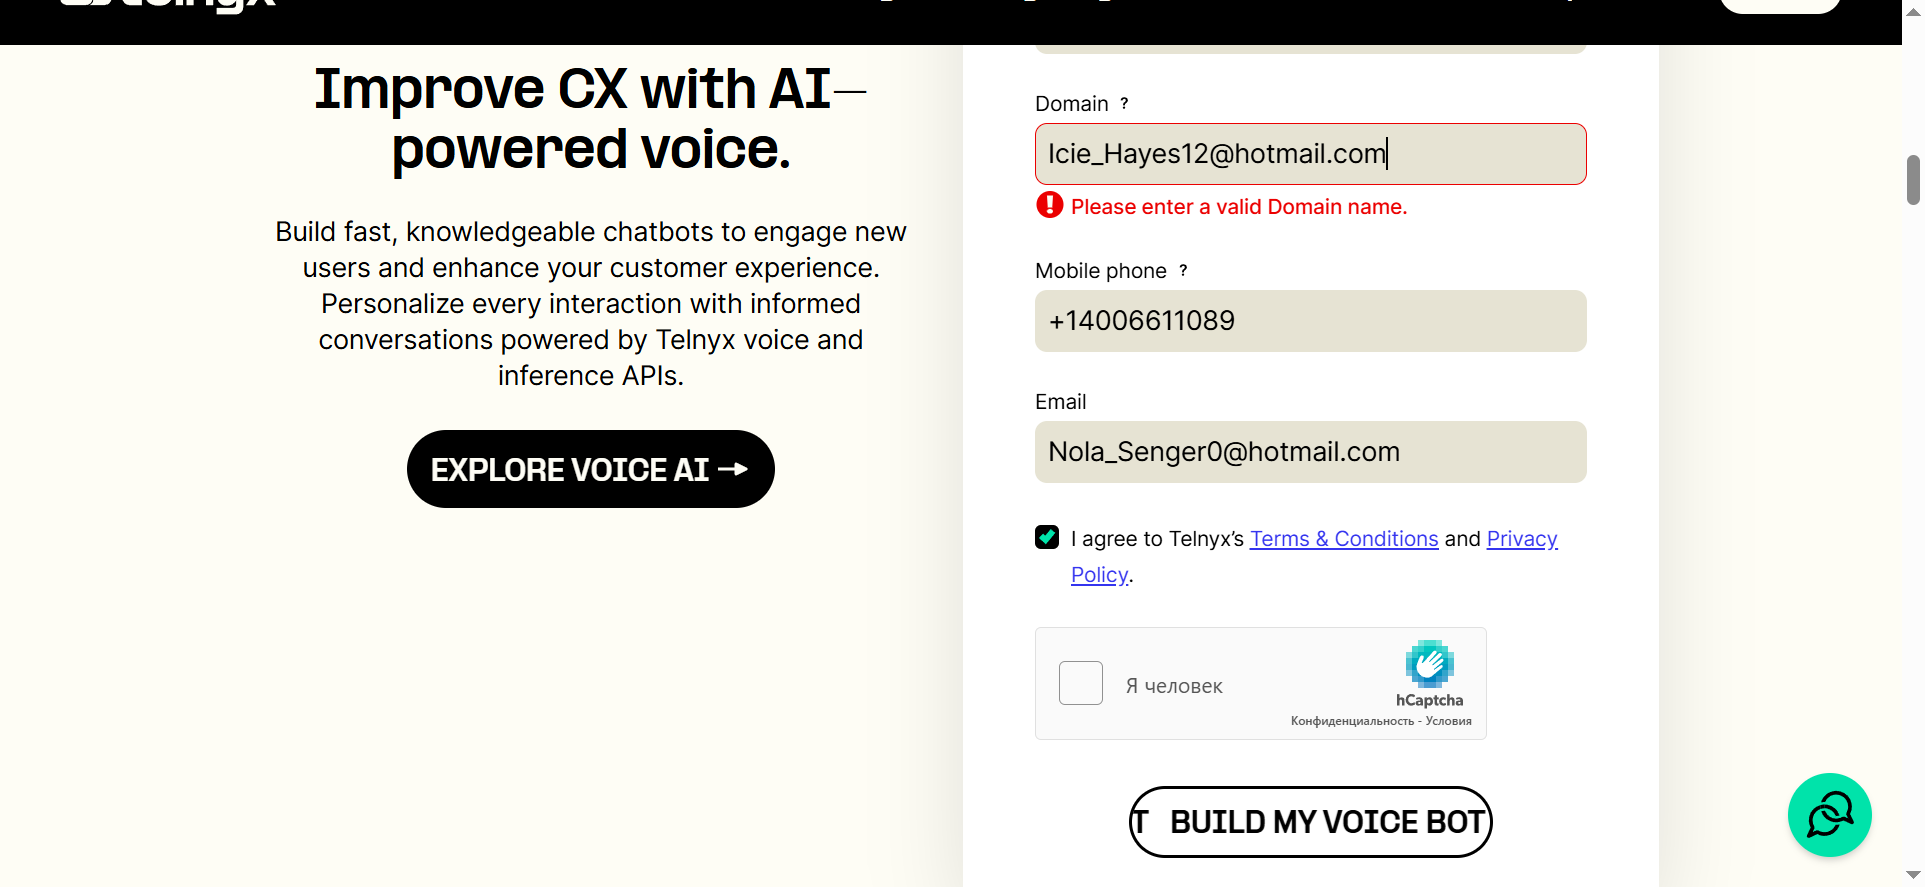 Improve CX with AI—
powered voice.
Build fast, knowledgeable chatbots to engage new
users and enhance your customer experience.
Personalize every interaction with informed
conversations powered by Telnyx voice and
inference APIs.
EXPLORE VOICE AI →
Domain ?
Icie_Hayes12@hotmail.com
Please enter a valid Domain name.
Mobile phone ?
+14006611089
Email
Nola_Senger0@hotmail.com
I agree to Telnyx’s Terms & Conditions and Privacy
Policy.
Я человек
hCaptcha
Конфиденциальность - Условия
T BUILD MY VOICE BOT